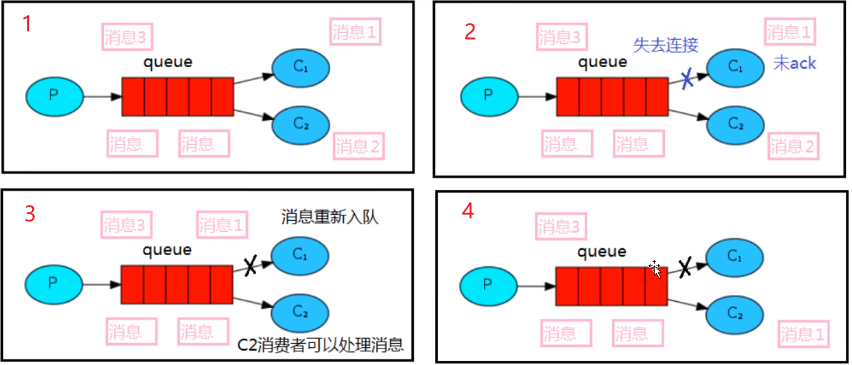 1
消息3
消息1
queue
P
C₁
C₂
消息
消息
消息2
2
消息3
失去连接
消息1
queue
P
C₁
未ack
C₂
消息
消息
消息2
3
消息3
消息1
消息重新入队
queue
P
C₁
C₂
消息
消息
C2消费者可以处理消息
4
消息3
queue
P
C₁
C₂
消息
消息
消息1